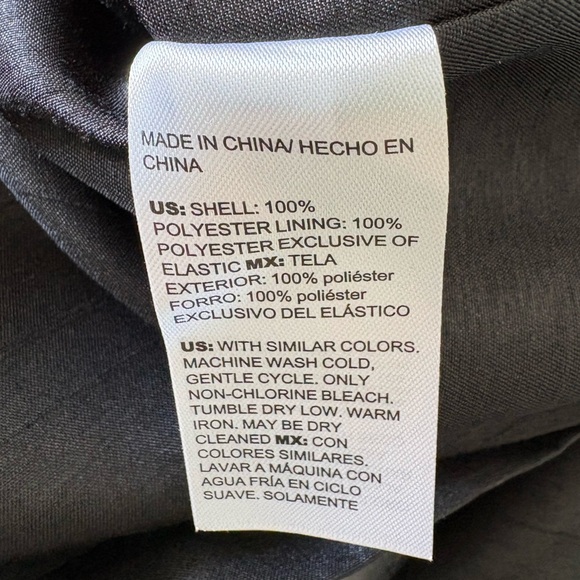 MADE IN CHINA/ HECHO EN
CHINA
US: SHELL: 100%
POLYESTER LINING: 100%
POLYESTER EXCLUSIVE OF
ELASTIC MX: TELA
EXTERIOR: 100% poliéster
FORRO: 100% poliéster
EXCLUSIVO DEL ELÁSTICO
US: WITH SIMILAR COLORS.
MACHINE WASH COLD,
GENTLE CYCLE. ONLY
NON-CHLORINE BLEACH.
TUMBLE DRY LOW. WARM
IRON. MAY BE DRY
CLEANED MX: CON
COLORES SIMILARES.
LAVAR A MÁQUINA CON
AGUA FRÍA EN CICLO
SUAVE. SOLAMENTE